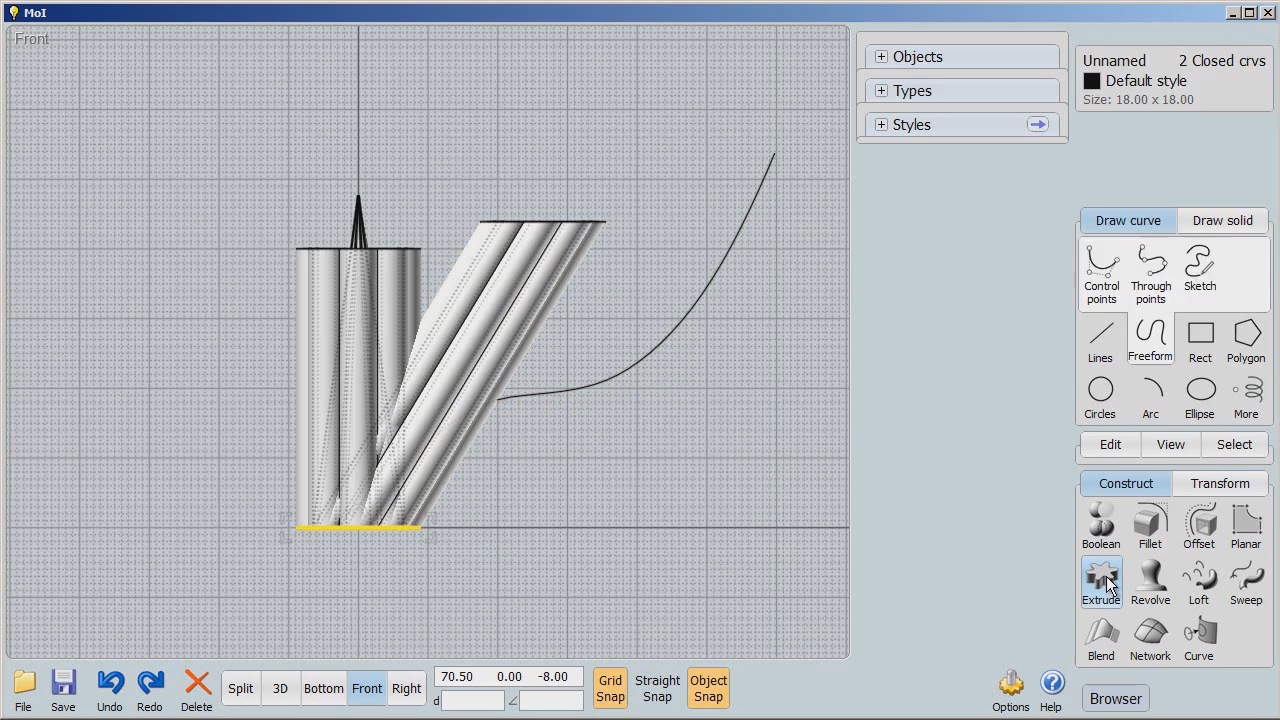 MoI
Front
Objects
Types
Styles
Unnamed 2 Closed crvs
Default style
Size: 18.00 x 18.00
Draw curve Draw solid
Control points Through points Sketch
Lines Freeform Rect Polygon
Circles Arc Ellipse More
Edit View Select
Construct Transform
Boolean Fillet Offset Planar
Extrude Revolve Loft Sweep
Blend Network Curve
File Save Undo Redo Delete
Split 3D Bottom Front Right
70.50 0.00 -8.00
d
Grid Snap Straight Snap Object Snap
Options Help
Browser